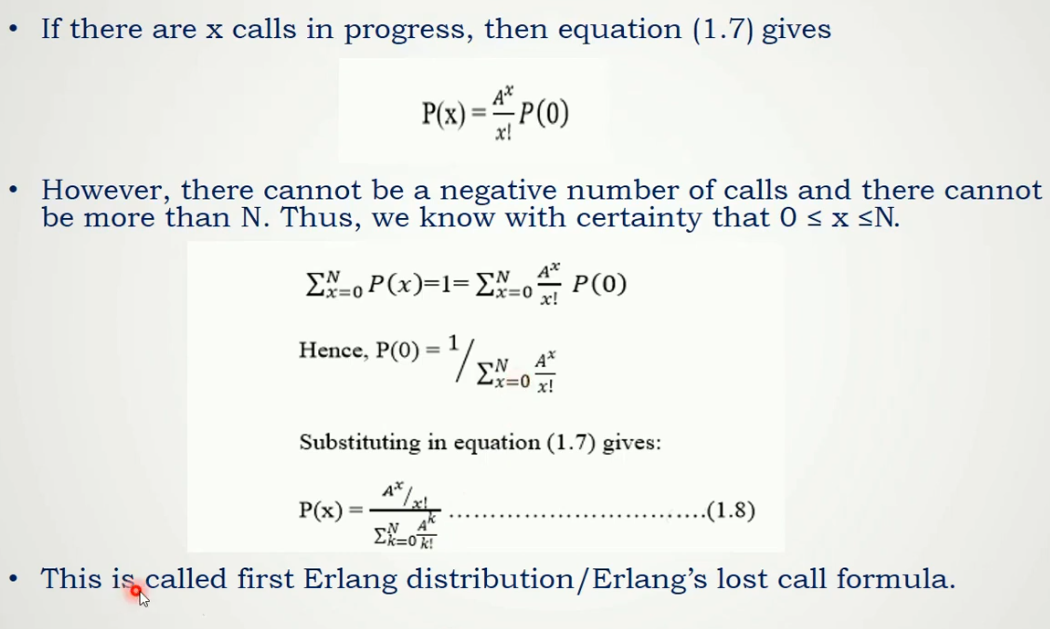 • If there are x calls in progress, then equation (1.7) gives
P(x) = A^x/x! P(0)
• However, there cannot be a negative number of calls and there cannot
be more than N. Thus, we know with certainty that 0 ≤ x ≤N.
∑_{x=0}^{N} P(x)=1= ∑_{x=0}^{N} A^x/x! P(0)
Hence, P(0) = 1/∑_{x=0}^{N} A^x/x!
Substituting in equation (1.7) gives:
P(x) = (A^x/x!)/(∑_{k=0}^{N} A^k/k!) ................................(1.8)
• This is called first Erlang distribution/Erlang's lost call formula.